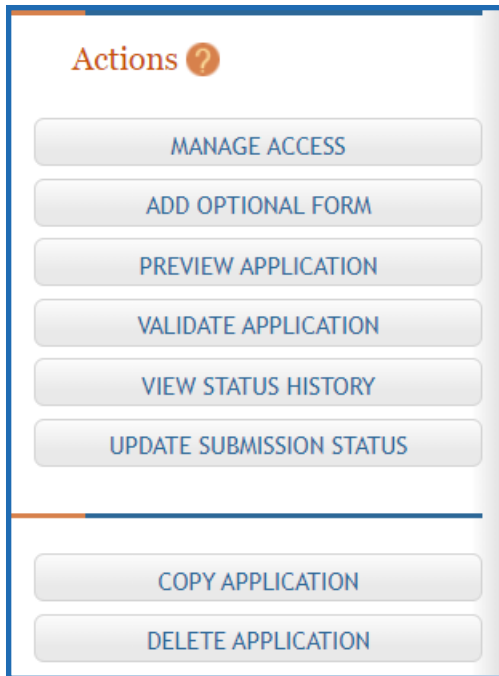 Actions ?
MANAGE ACCESS
ADD OPTIONAL FORM
PREVIEW APPLICATION
VALIDATE APPLICATION
VIEW STATUS HISTORY
UPDATE SUBMISSION STATUS
COPY APPLICATION
DELETE APPLICATION